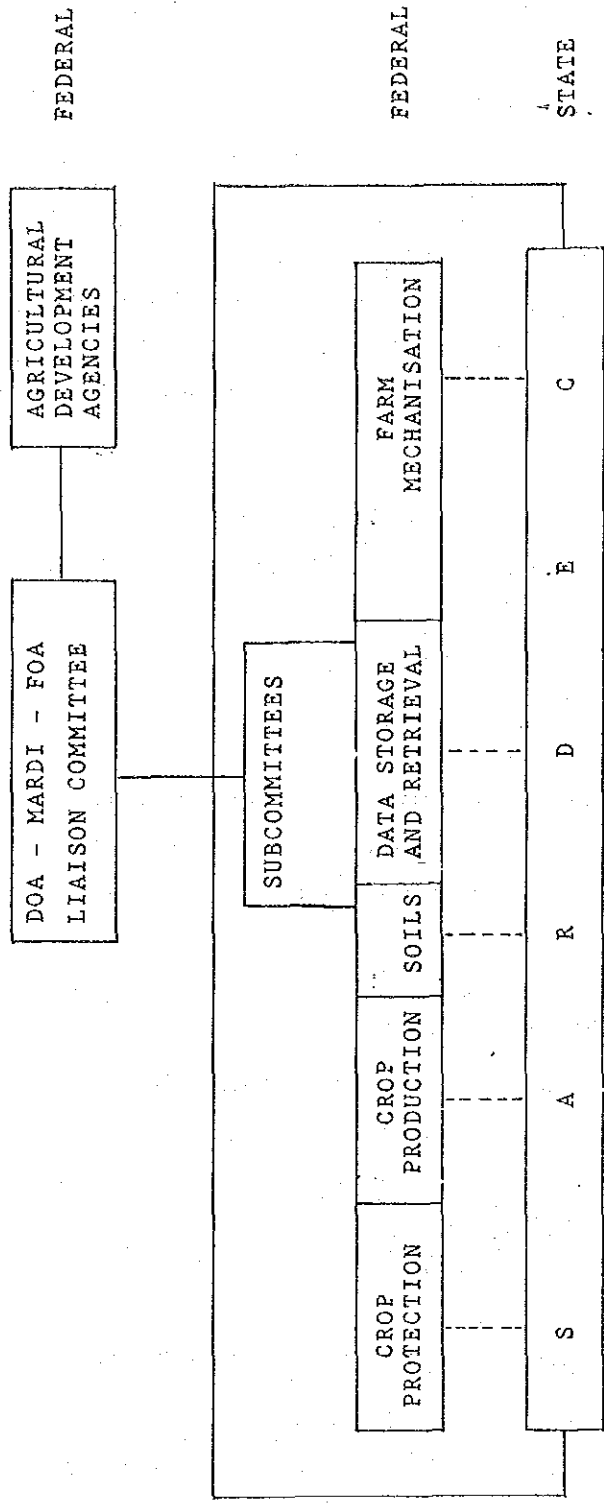 DOA - MARDI - FOA
LIAISON COMMITTEE
AGRICULTURAL
DEVELOPMENT
AGENCIES
FEDERAL
SUBCOMMITTEES
CROP
PROTECTION
CROP
PRODUCTION
SOILS
DATA STORAGE
AND RETRIEVAL
FARM
MECHANISATION
FEDERAL
S A R D E C
STATE